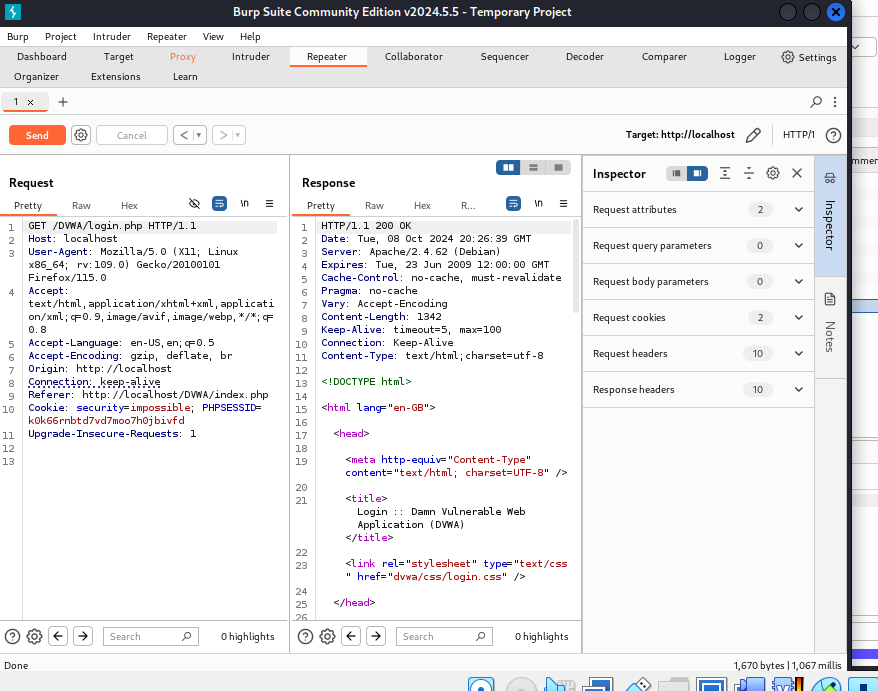 Burp Suite Community Edition v2024.5.5 - Temporary Project
Burp Project Intruder Repeater View Help
Dashboard Target Proxy Intruder Repeater Collaborator Sequencer Decoder Comparer Logger Settings
Organizer Extensions Learn
1 × +
Send Cancel < > Target: http://localhost HTTP/1 ?
Request
Pretty Raw Hex \n
1 GET /DVWA/login.php HTTP/1.1
2 Host: localhost
3 User-Agent: Mozilla/5.0 (X11; Linux
x86_64; rv:109.0) Gecko/20100101
Firefox/115.0
4 Accept:
text/html,application/xhtml+xml,applicati
on/xml;q=0.9,image/avif,image/webp,*/*;q=
0.8
5 Accept-Language: en-US,en;q=0.5
6 Accept-Encoding: gzip, deflate, br
7 Origin: http://localhost
8 Connection: keep-alive
9 Referer: http://localhost/DVWA/index.php
10 Cookie: security=impossible; PHPSESSID=
k0k66rnbtd7vd7moo7h0jbivfd
11 Upgrade-Insecure-Requests: 1
12
13
Search 0 highlights
Response
Pretty Raw Hex R... \n
1 HTTP/1.1 200 OK
2 Date: Tue, 08 Oct 2024 20:26:39 GMT
3 Server: Apache/2.4.62 (Debian)
4 Expires: Tue, 23 Jun 2009 12:00:00 GMT
5 Cache-Control: no-cache, must-revalidate
6 Pragma: no-cache
7 Vary: Accept-Encoding
8 Content-Length: 1342
9 Keep-Alive: timeout=5, max=100
10 Connection: Keep-Alive
11 Content-Type: text/html;charset=utf-8
12
13 <!DOCTYPE html>
14
15 <html lang="en-GB">
16
17 <head>
18
19 <meta http-equiv="Content-Type"
content="text/html; charset=UTF-8" />
20
21 <title>
Login :: Damn Vulnerable Web
Application (DVWA)
</title>
22
23 <link rel="stylesheet" type="text/css
" href="dvwa/css/login.css" />
24
25 </head>
26
Search 0 highlights
Inspector
Request attributes 2
Request query parameters 0
Request body parameters 0
Request cookies 2
Request headers 10
Response headers 10
Inspector
Notes
mmer
Done 1,670 bytes | 1,067 millis